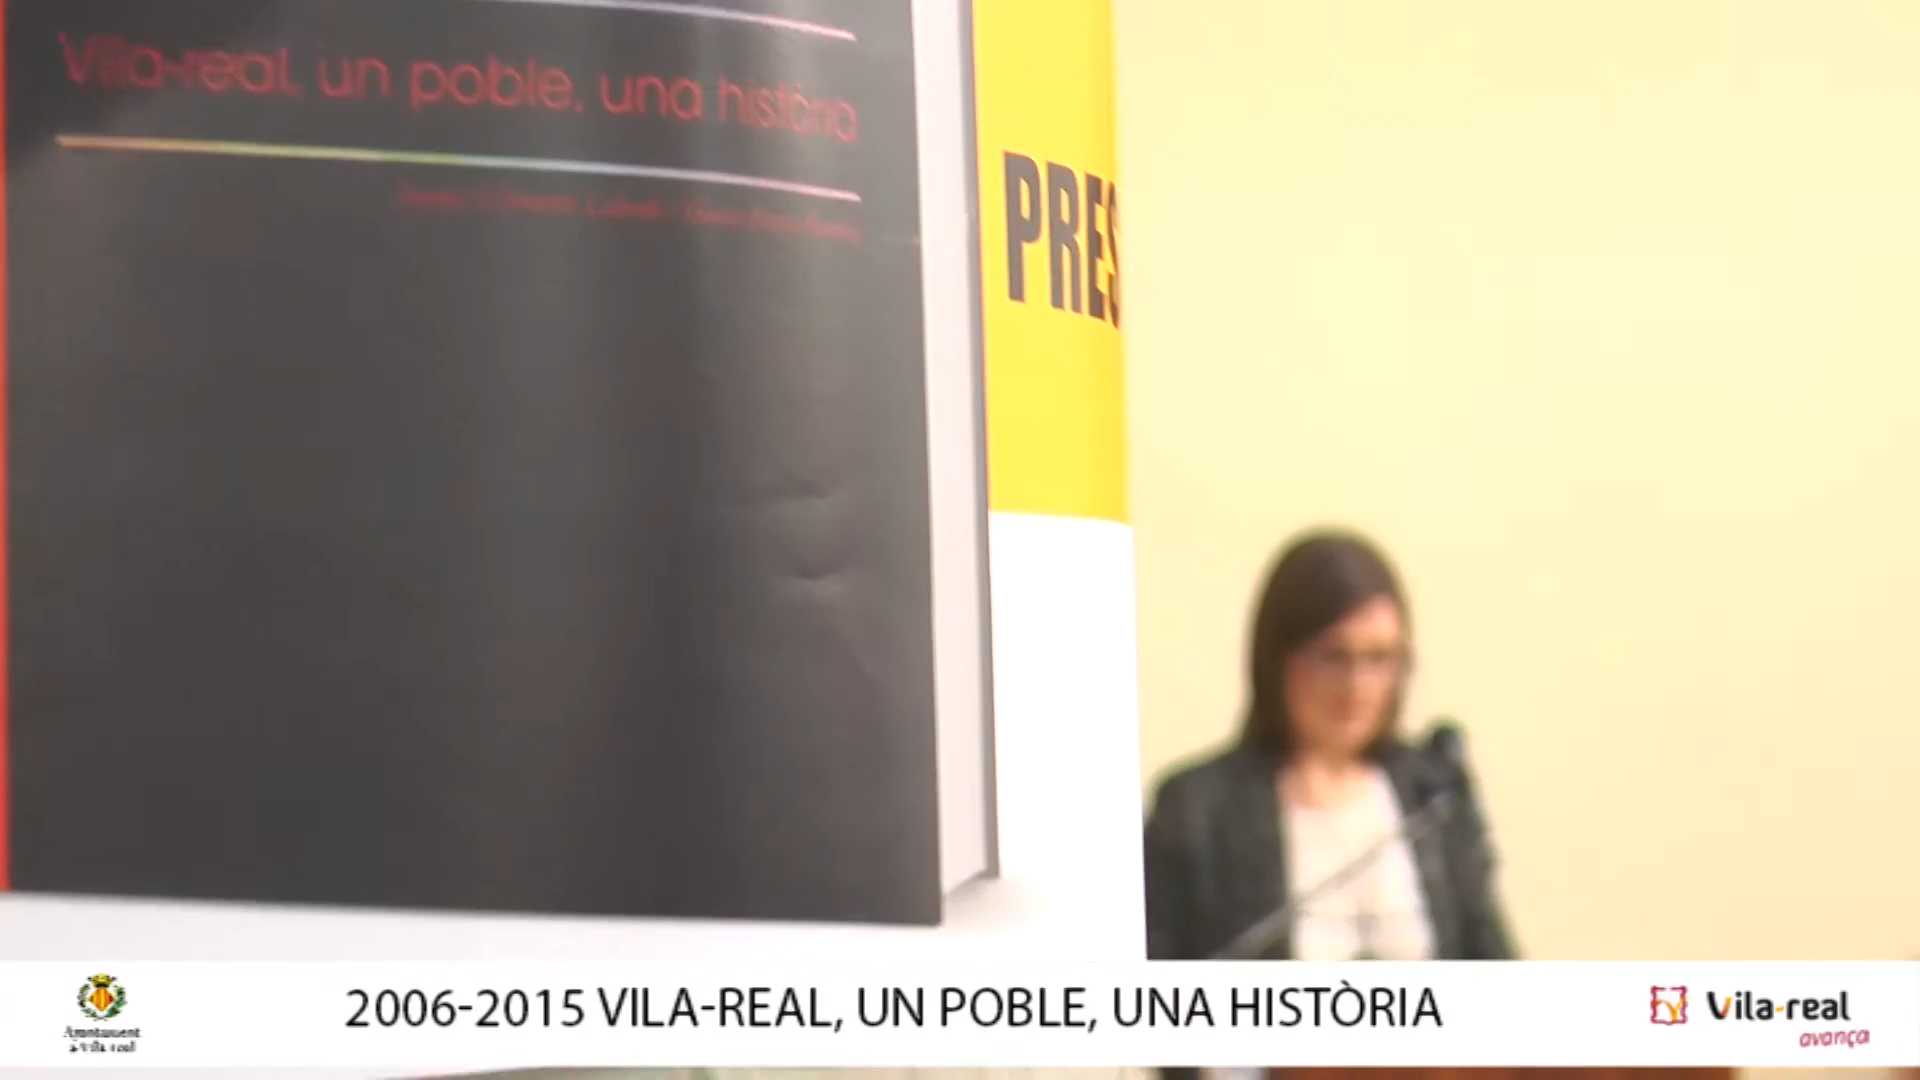 Vila-real, un poble, una història
PRES
2006-2015 VILA-REAL, UN POBLE, UNA HISTÒRIA
Ajuntament
de Vila-real
Vila-real
avança